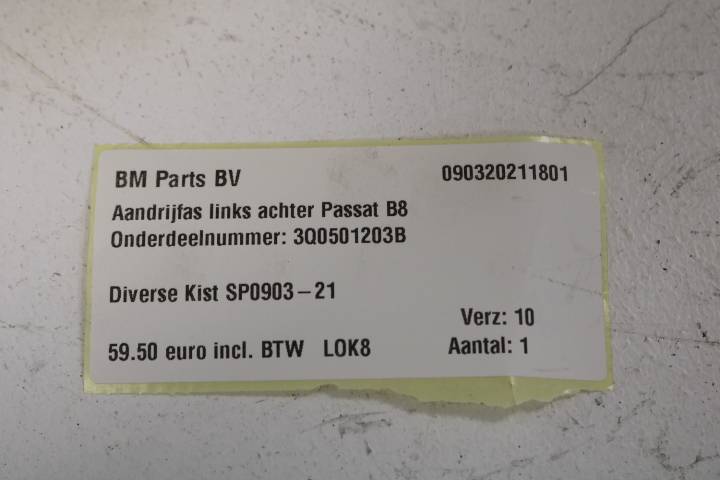 BM Parts BV 090320211801
Aandrijfas links achter Passat B8
Onderdeelnummer: 3Q0501203B
Diverse Kist SP0903-21
Verz: 10
59.50 euro incl. BTW LOK8 Aantal: 1